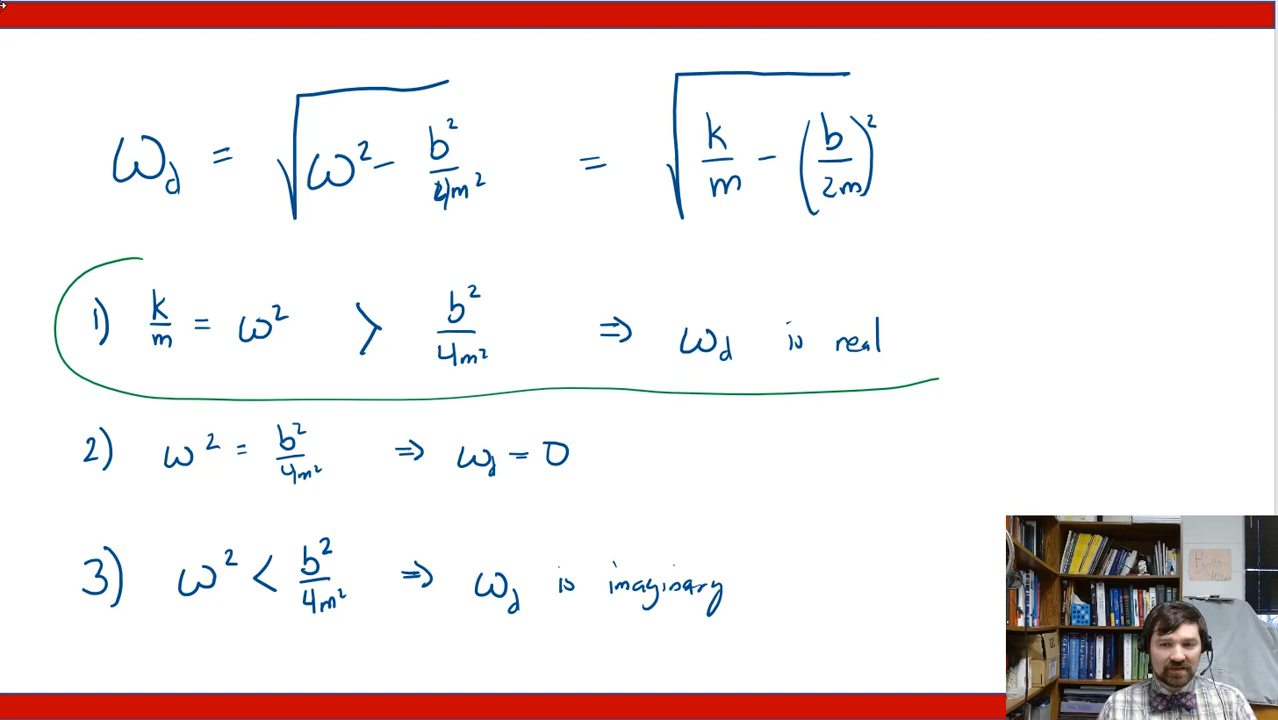 ω_d = √(ω² - b²/4m²) = √(k/m - (b/2m)²)
1) k/m = ω² > b²/4m² ⇒ ω_d is real
2) ω² = b²/4m² ⇒ ω_d = 0
3) ω² < b²/4m² ⇒ ω_d is imaginary